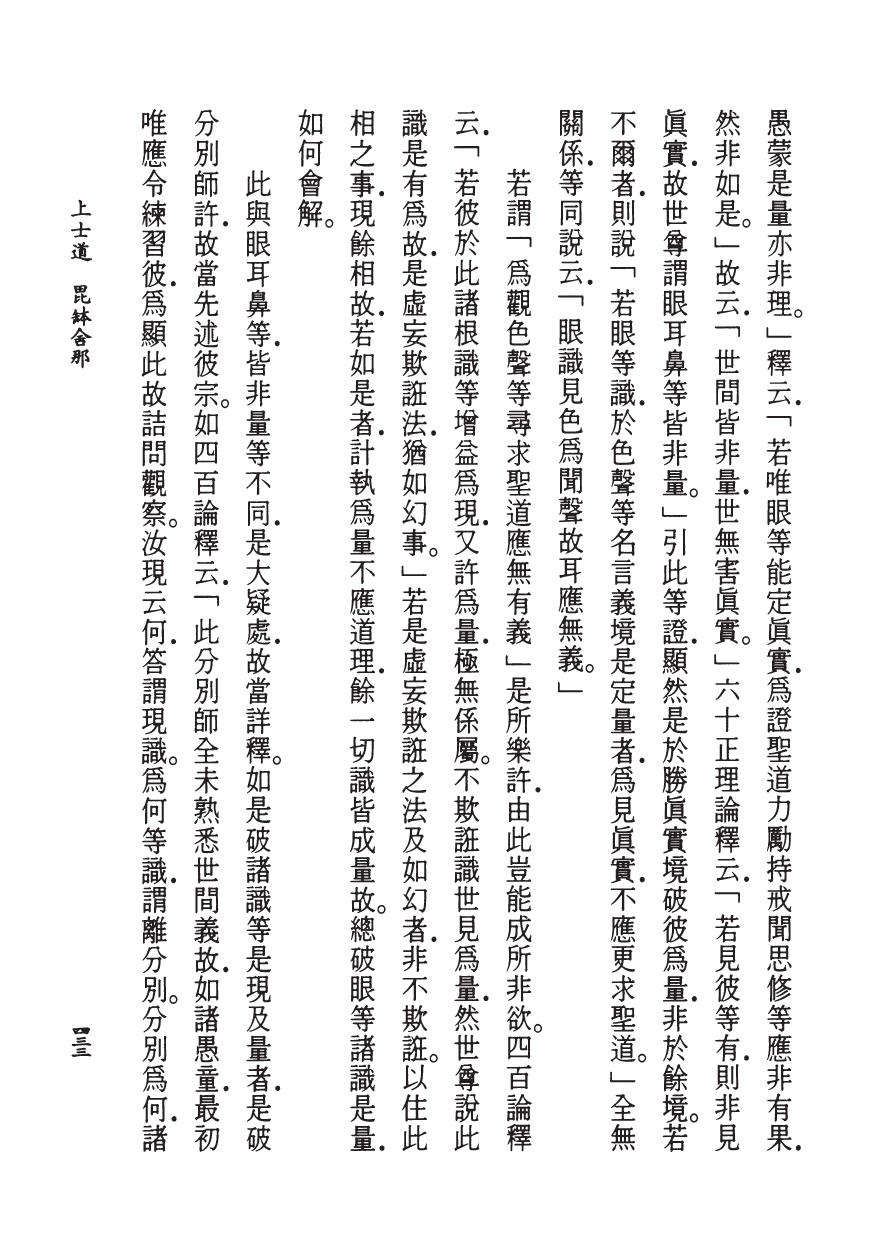 愚蒙是量亦非理。」釋云.「若唯眼等能定眞實.爲證聖道力勵持戒聞思修等應非有果.
然非如是。」故云.「世間皆非量.世無害眞實。」六十正理論釋云.「若見彼等有.則非見
眞實.故世尊謂眼耳鼻等皆非量。」引此等證.顯然是於勝眞實境破彼爲量.非於餘境。若
不爾者.則說「若眼等識.於色聲等名言義境是定量者.爲見眞實.不應更求聖道。」全無
關係.等同說云.「眼識見色爲聞聲故耳應無義。」
若謂「爲觀色聲等尋求聖道應無有義」是所樂許.由此豈能成所非欲。四百論釋
云.「若彼於此諸根識等增益爲現.又許爲量.極無係屬。不欺誑識世見爲量.然世尊說此
識是有爲故.是虛妄欺誑法.猶如幻事。」若是虛妄欺誑之法及如幻者.非不欺誑。以住此
相之事.現餘相故.若如是者.計執爲量不應道理.餘一切識皆成量故。總破眼等諸識是量.
如何會解。
此與眼耳鼻等.皆非量等不同.是大疑處.故當詳釋。如是破諸識等是現及量者.是破
分別師許.故當先述彼宗。如四百論釋云.「此分別師全未熟悉世間義故.如諸愚童.最初
唯應令練習彼.爲顯此故詰問觀察。汝現云何.答謂現識。爲何等識.謂離分別。分別爲何.諸
上士道　毘鉢舍那
四三三